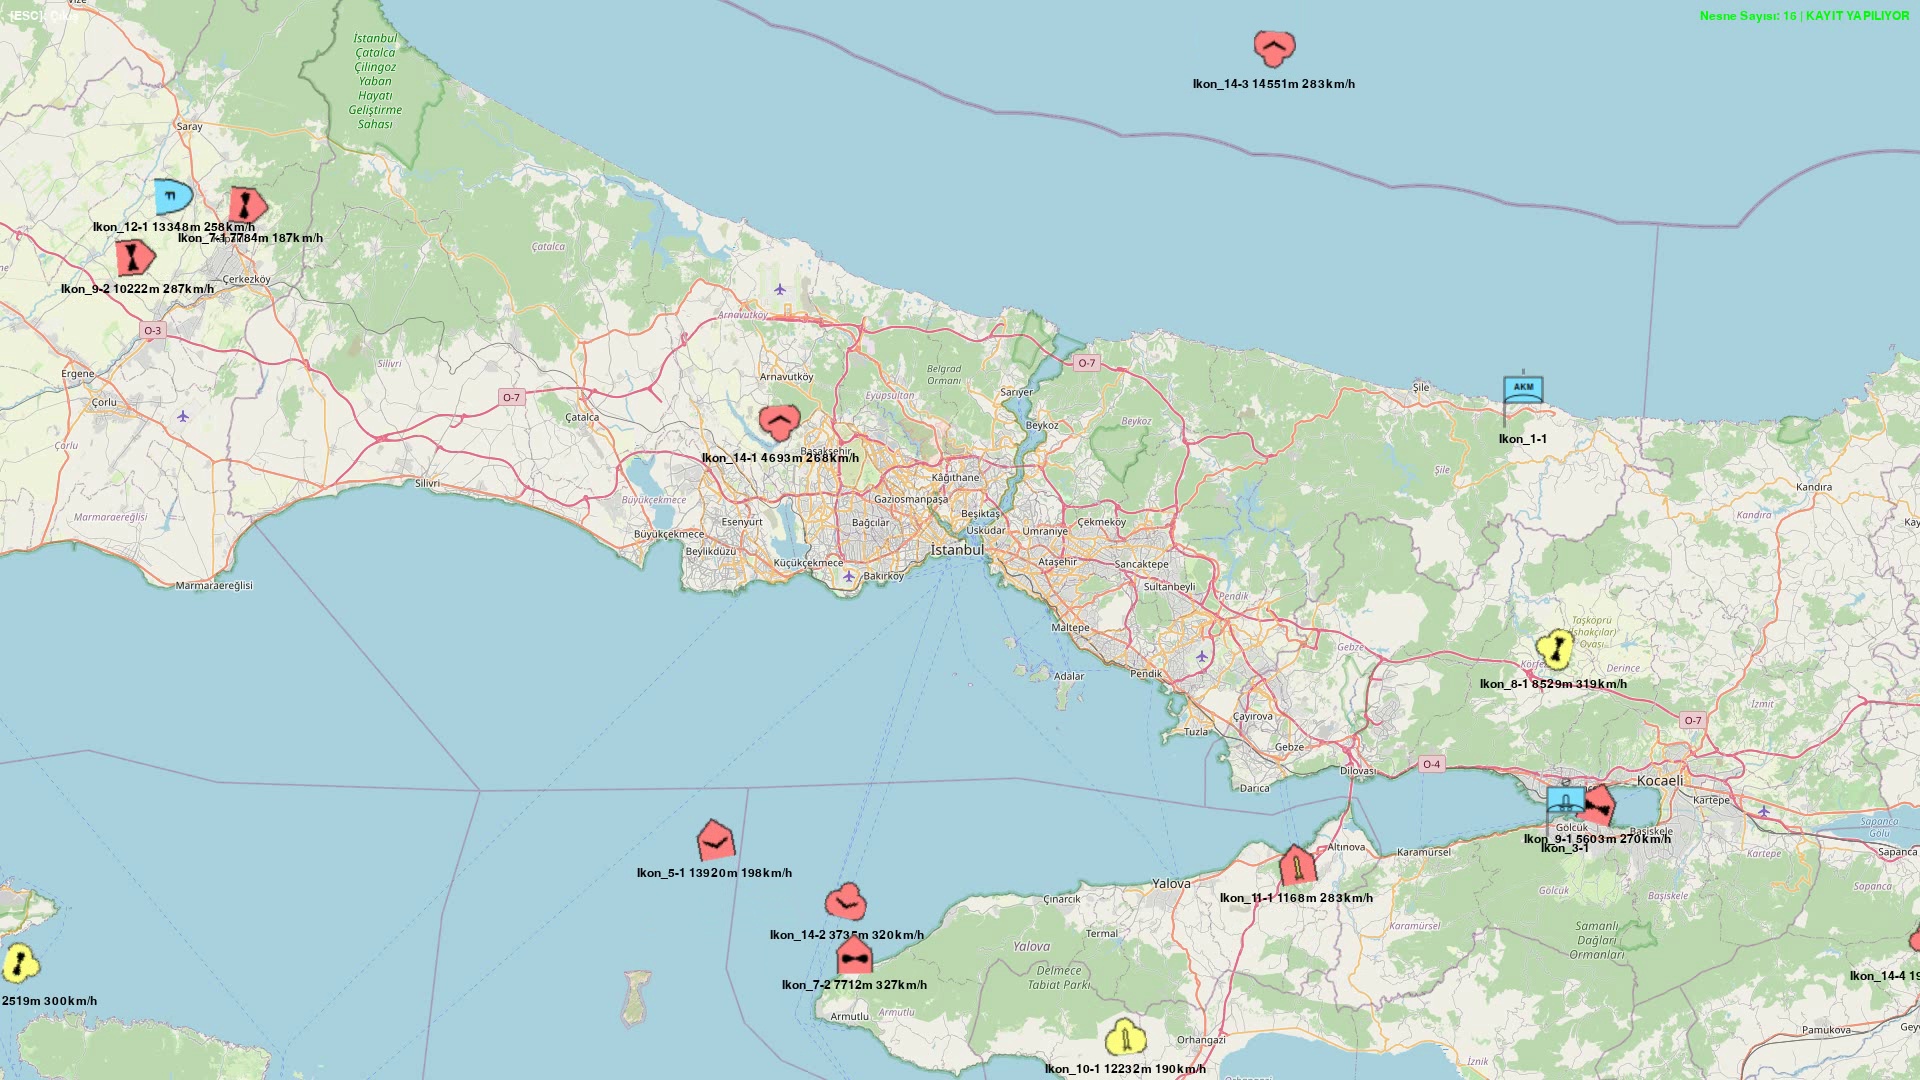 [ESC]: Çıkış
Nesne Sayısı: 16 | KAYIT YAPILIYOR
Vize
İstanbul
Çatalca
Çilingoz
Yaban
Hayatı
Geliştirme
Sahası
Ikon_14-3 14551m 283km/h
Saray
Ikon_12-1 13348m 258km/h
Ikon_7-1 7784m 187km/h
Çatalca
Çerkezköy
Ikon_9-2 10222m 287km/h
O-3
Arnavutköy
Silivri
O-7
Ergene
Arnavutköy
Belgrad
Ormanı
Sarıyer
Şile
AKM
Çorlu
O-7
Eyüpsultan
Çatalca
Beykoz
Beykoz
Ikon_1-1
Çorlu
Başakşehir
Ikon_14-1 4693m 268km/h
Şile
Kâğıthane
Silivri
Kandıra
Büyükçekmece
Gaziosmanpaşa
Marmaraereğlisi
Beşiktaş
Kandıra
Esenyurt
Bağcılar
Çekmeköy
Kay
Üsküdar
Ümraniye
Büyükçekmece
Beylikdüzü
İstanbul
Küçükçekmece
Ataşehir
Sancaktepe
Bakırköy
Marmaraereğlisi
Sultanbeyli
Pendik
Taşköprü
(İshakçılar)
Ovası
Maltepe
Gebze
Körfez
Derince
Adalar
Pendik
Ikon_8-1 8529m 319km/h
İzmit
Çayırova
O-7
Tuzla
Gebze
O-4
Dilovası
Kocaeli
Darıca
Kartepe
Gölcük
Başiskele
Sapanca
Gölü
Ikon_9-1 5603m 270km/h
Ikon_3-1
Altınova
Karamürsel
Kartepe
Sapanca
Ikon_5-1 13920m 198km/h
Yalova
Sapanca
Gölcük
Başiskele
Çınarcık
Ikon_11-1 1168m 283km/h
Karamürsel
Samanlı
Dağları
Ormanları
Ikon_14-2 3735m 320km/h
Termal
Yalova
Delmece
Tabiat Parkı
Ikon_14-4 19
Ikon_7-2 7712m 327km/h
2519m 300km/h
Armutlu
Armutlu
Pamukova
Geyv
Orhangazi
İznik
Ikon_10-1 12232m 190km/h
Orhangazi